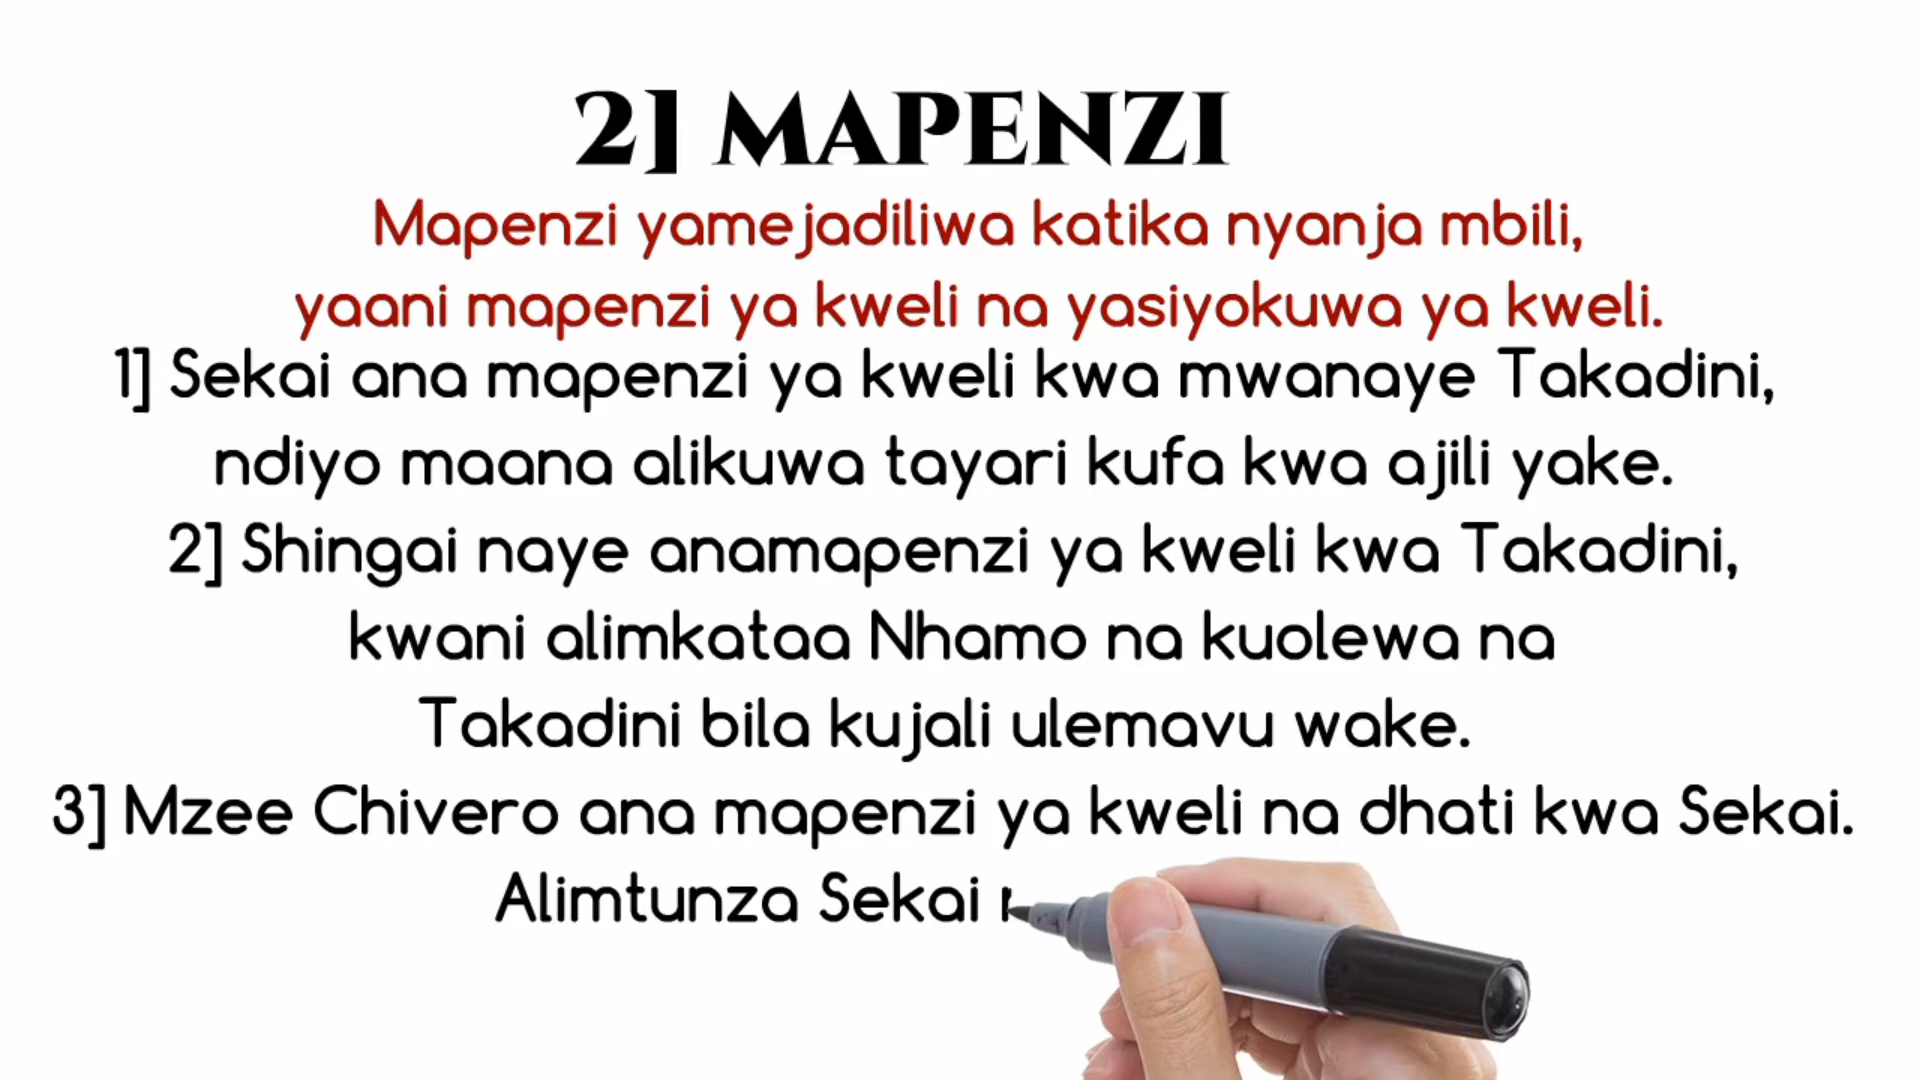 2] MAPENZI
Mapenzi yamejadiliwa katika nyanja mbili,
yaani mapenzi ya kweli na yasiyokuwa ya kweli.
1] Sekai ana mapenzi ya kweli kwa mwanaye Takadini,
ndiyo maana alikuwa tayari kufa kwa ajili yake.
2] Shingai naye anamapenzi ya kweli kwa Takadini,
kwani alimkataa Nhamo na kuolewa na
Takadini bila kujali ulemavu wake.
3] Mzee Chivero ana mapenzi ya kweli na dhati kwa Sekai.
Alimtunza Sekai